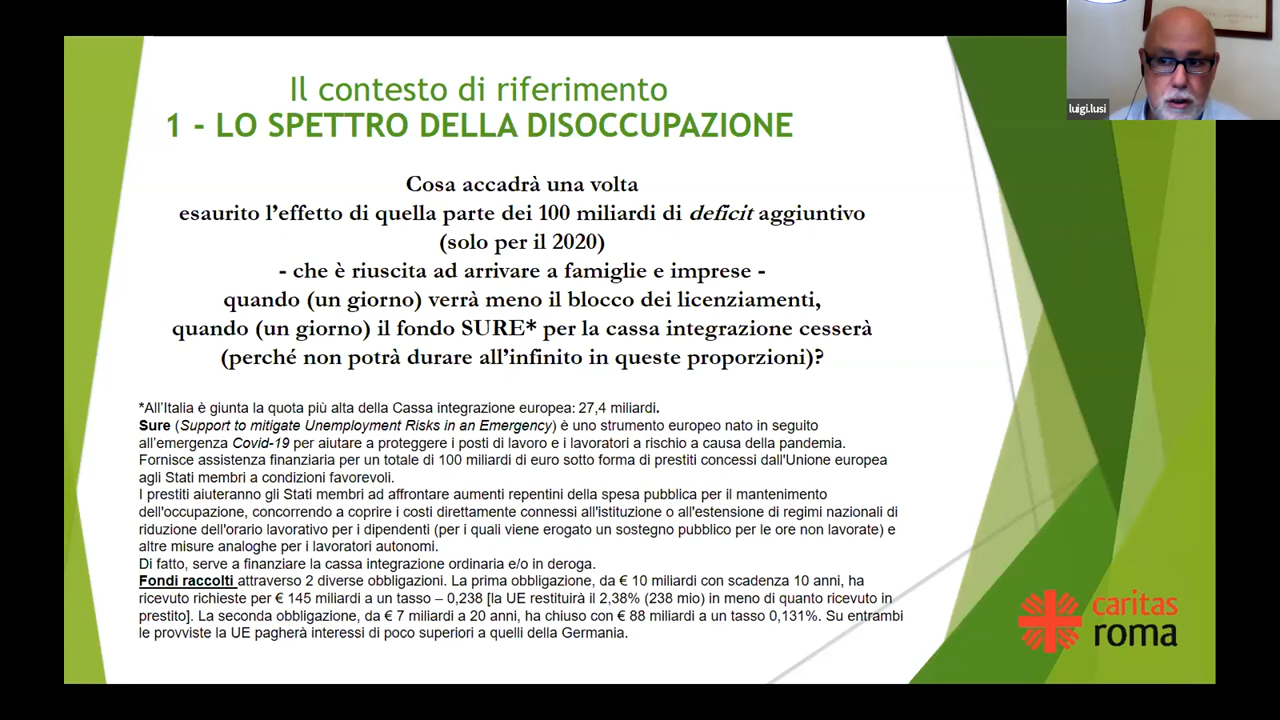 Il contesto di riferimento
1 - LO SPETTRO DELLA DISOCCUPAZIONE
Cosa accadrà una volta
esaurito l'effetto di quella parte dei 100 miliardi di deficit aggiuntivo
(solo per il 2020)
- che è riuscita ad arrivare a famiglie e imprese -
quando (un giorno) verrà meno il blocco dei licenziamenti,
quando (un giorno) il fondo SURE* per la cassa integrazione cesserà
(perché non potrà durare all'infinito in queste proporzioni)?
*All'Italia è giunta la quota più alta della Cassa integrazione europea: 27,4 miliardi.
Sure (Support to mitigate Unemployment Risks in an Emergency) è uno strumento europeo nato in seguito
all'emergenza Covid-19 per aiutare a proteggere i posti di lavoro e i lavoratori a rischio a causa della pandemia.
Fornisce assistenza finanziaria per un totale di 100 miliardi di euro sotto forma di prestiti concessi dall'Unione europea
agli Stati membri a condizioni favorevoli.
I prestiti aiuteranno gli Stati membri ad affrontare aumenti repentini della spesa pubblica per il mantenimento
dell'occupazione, concorrendo a coprire i costi direttamente connessi all'istituzione o all'estensione di regimi nazionali di
riduzione dell'orario lavorativo per i dipendenti (per i quali viene erogato un sostegno pubblico per le ore non lavorate) e
altre misure analoghe per i lavoratori autonomi.
Di fatto, serve a finanziare la cassa integrazione ordinaria e/o in deroga.
Fondi raccolti attraverso 2 diverse obbligazioni. La prima obbligazione, da € 10 miliardi con scadenza 10 anni, ha
ricevuto richieste per € 145 miliardi a un tasso – 0,238 [la UE restituirà il 2,38% (238 mio) in meno di quanto ricevuto in
prestito]. La seconda obbligazione, da € 7 miliardi a 20 anni, ha chiuso con € 88 miliardi a un tasso 0,131%. Su entrambi
le provviste la UE pagherà interessi di poco superiori a quelli della Germania.
caritas
roma
luigi.lusi